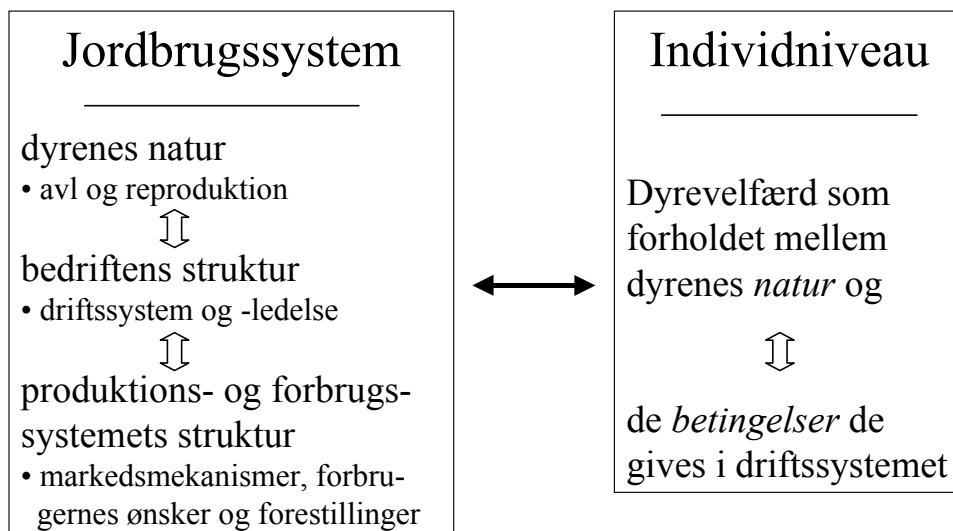 Jordbrugssystem
dyrenes natur
• avl og reproduktion
bedriftens struktur
• driftssystem og -ledelse
produktions- og forbrugs-
systemets struktur
• markedsmekanismer, forbru-
gernes ønsker og forestillinger
Individniveau
Dyrevelfærd som
forholdet mellem
dyrenes natur og
de betingelser de
gives i driftssystemet